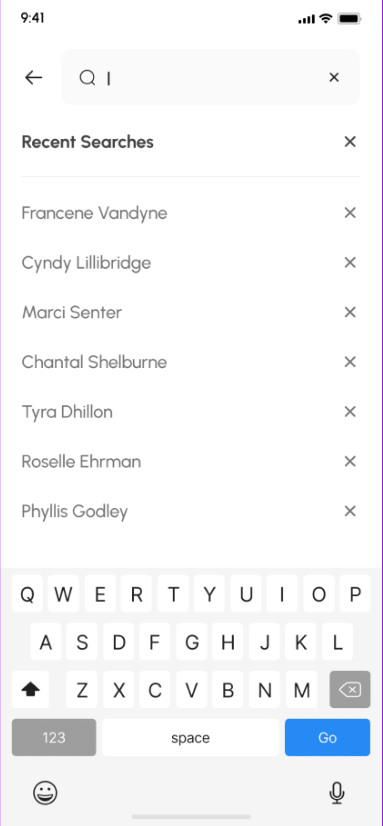 9:41
Recent Searches
Francene Vandyne
Cyndy Lillibridge
Marci Senter
Chantal Shelburne
Tyra Dhillon
Roselle Ehrman
Phyllis Godley
Q W E R T Y U I O P
A S D F G H J K L
Z X C V B N M
123 space Go